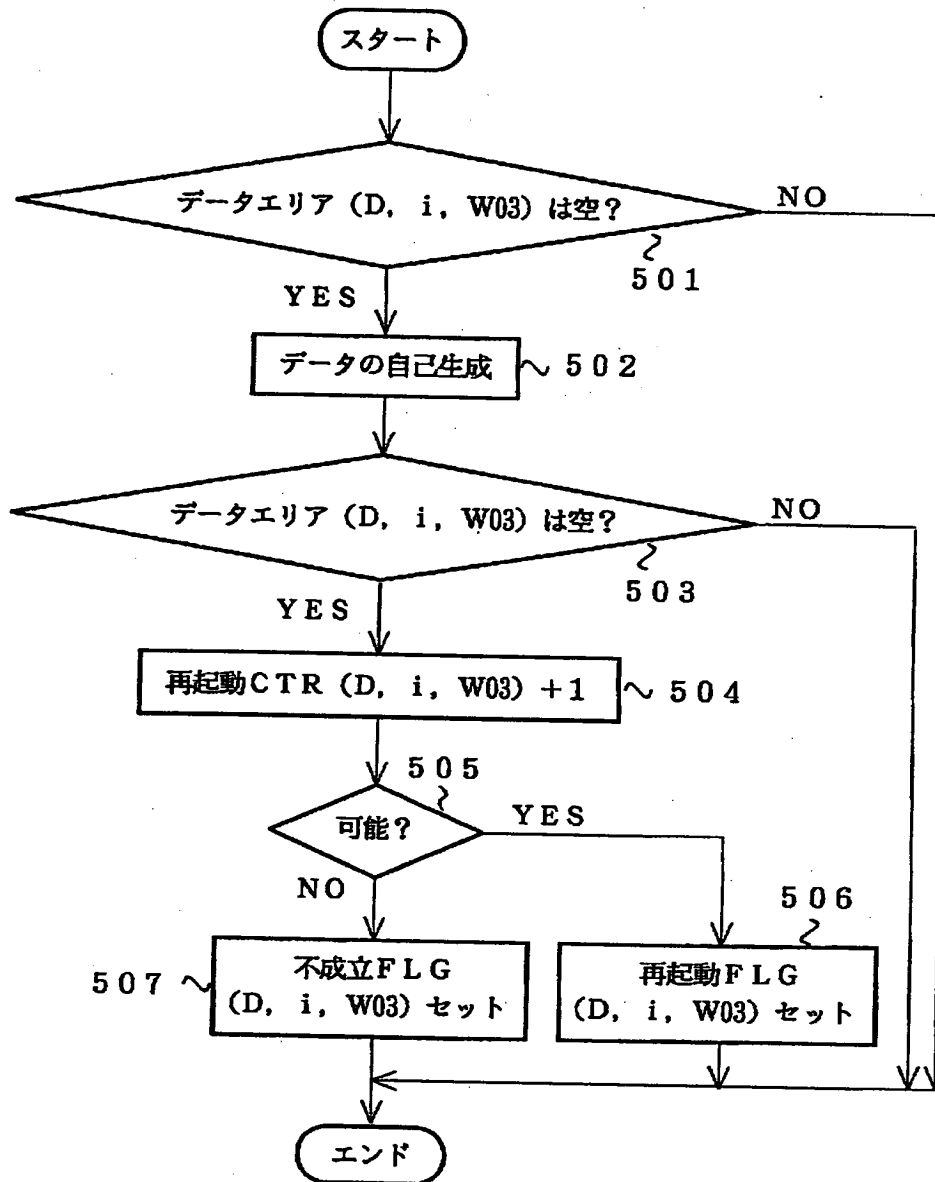 スタート
データエリア (D, i, W03) は空?
NO
501
YES
データの自己生成
502
データエリア (D, i, W03) は空?
NO
503
YES
再起動CTR (D, i, W03) +1
504
505
可能?
YES
NO
506
507
不成立FLG
(D, i, W03) セット
再起動FLG
(D, i, W03) セット
エンド